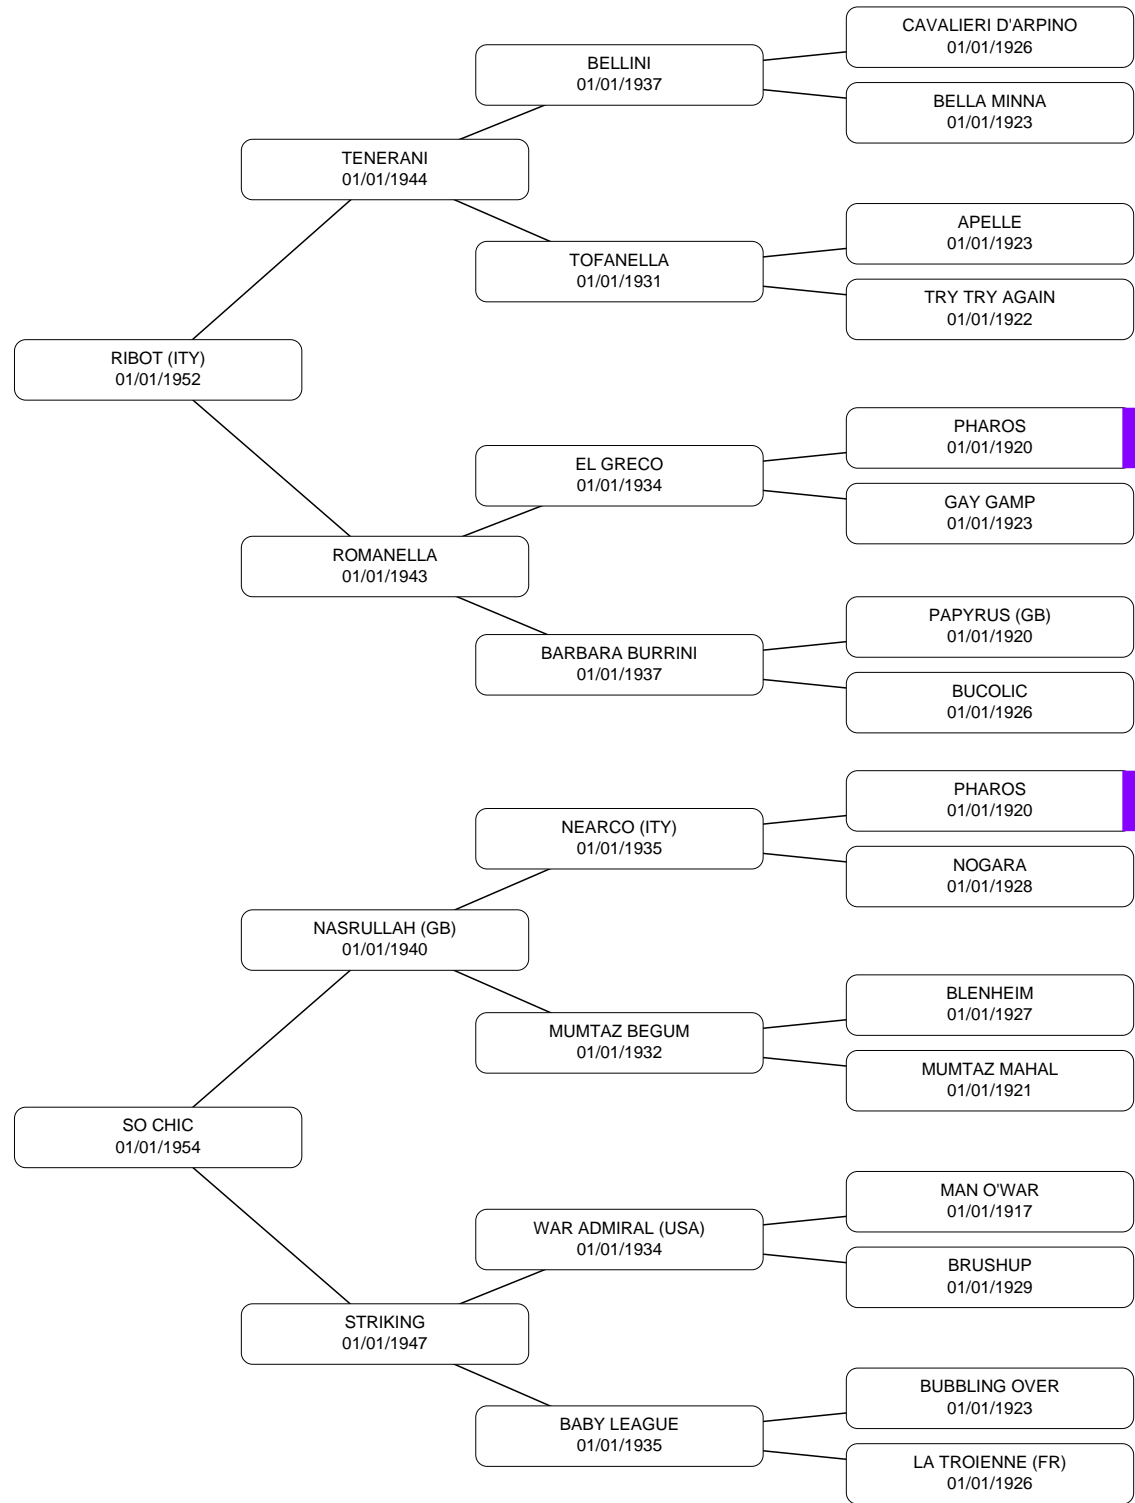 CAVALIERI D'ARPINO
01/01/1926
BELLINI
01/01/1937
BELLA MINNA
01/01/1923
TENERANI
01/01/1944
APELLE
01/01/1923
TOFANELLA
01/01/1931
TRY TRY AGAIN
01/01/1922
RIBOT (ITY)
01/01/1952
PHAROS
01/01/1920
EL GRECO
01/01/1934
GAY GAMP
01/01/1923
ROMANELLA
01/01/1943
PAPYRUS (GB)
01/01/1920
BARBARA BURRINI
01/01/1937
BUCOLIC
01/01/1926
PHAROS
01/01/1920
NEARCO (ITY)
01/01/1935
NOGARA
01/01/1928
NASRULLAH (GB)
01/01/1940
BLENHEIM
01/01/1927
MUMTAZ BEGUM
01/01/1932
MUMTAZ MAHAL
01/01/1921
SO CHIC
01/01/1954
MAN O'WAR
01/01/1917
WAR ADMIRAL (USA)
01/01/1934
BRUSHUP
01/01/1929
STRIKING
01/01/1947
BUBBLING OVER
01/01/1923
BABY LEAGUE
01/01/1935
LA TROIENNE (FR)
01/01/1926